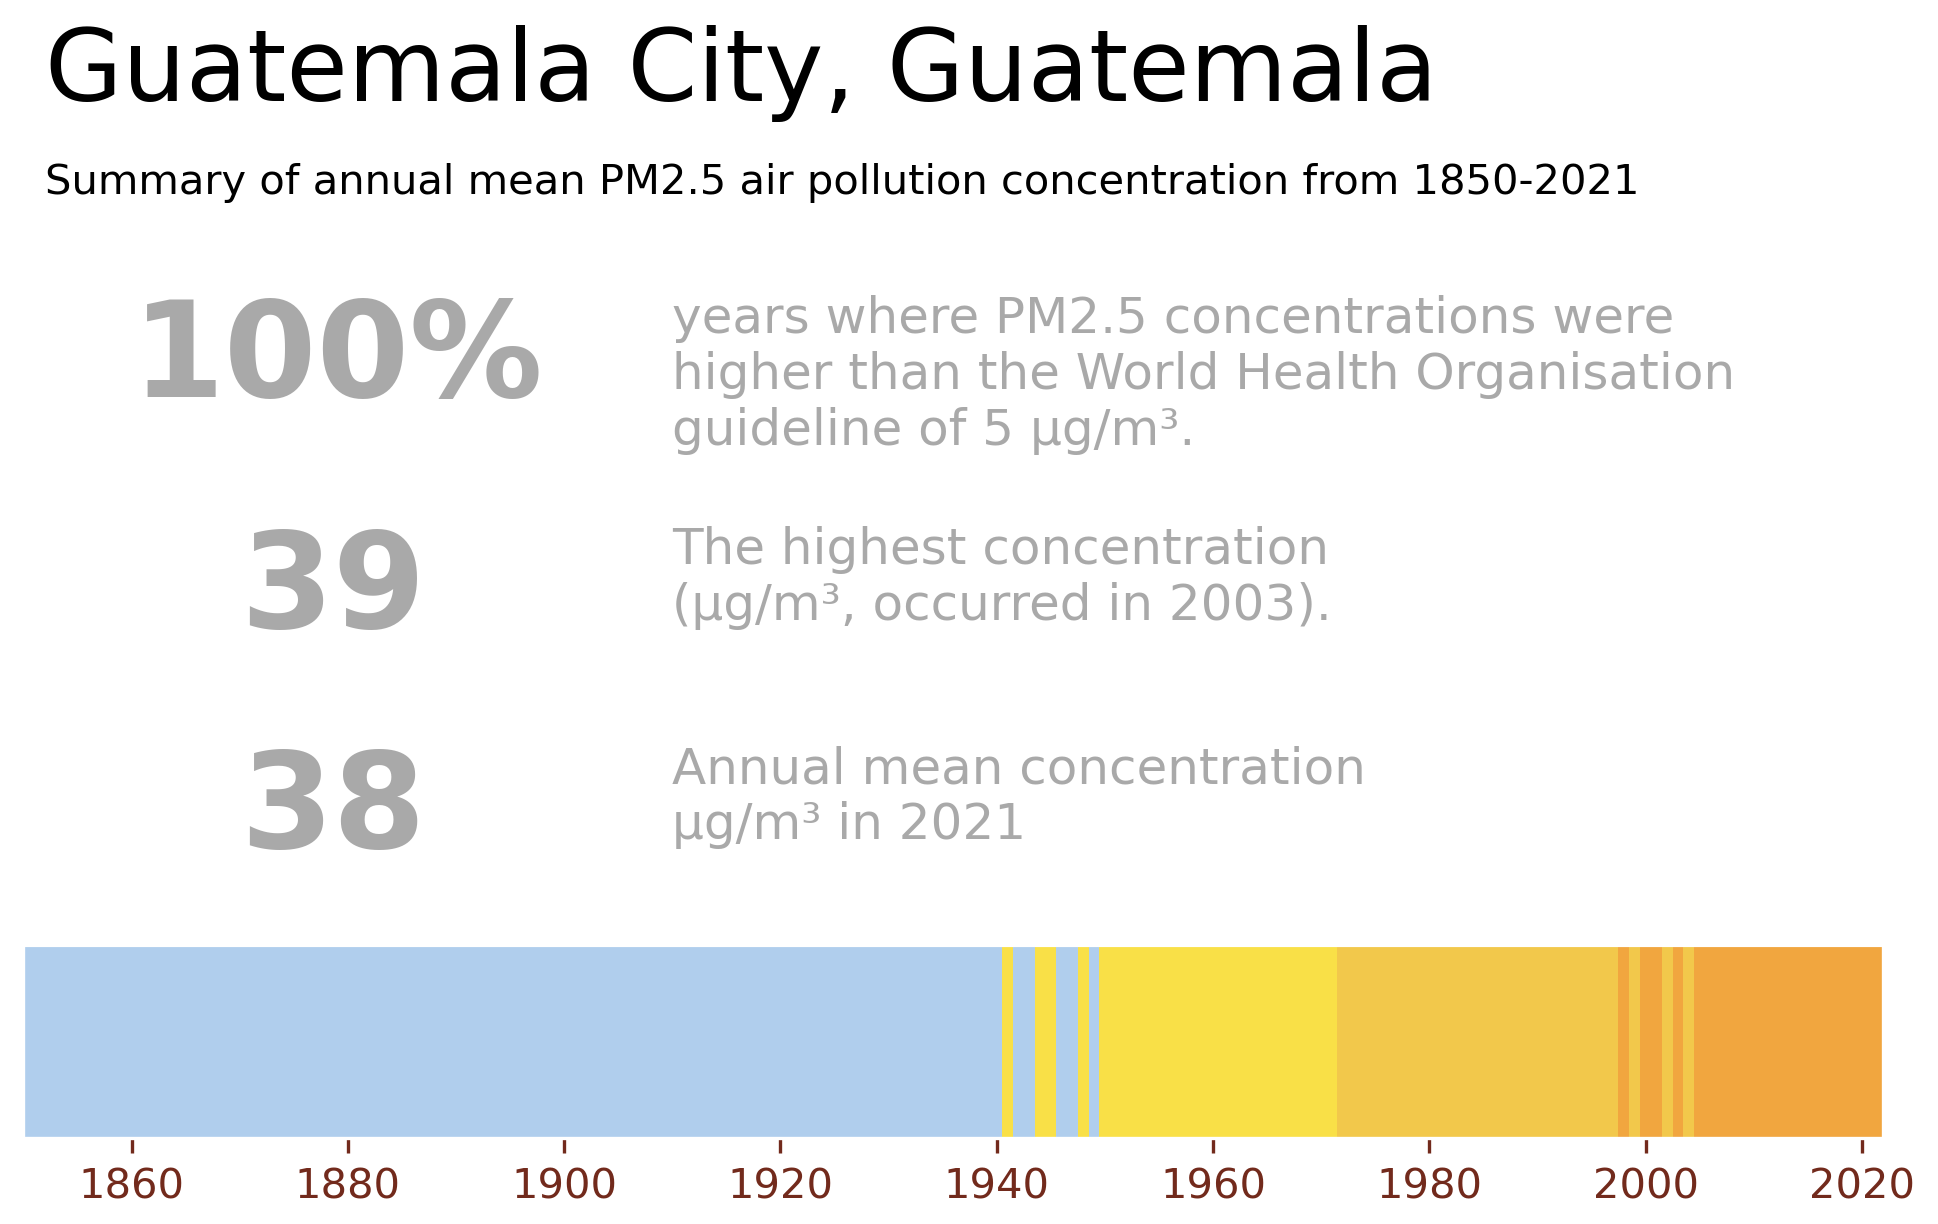 Guatemala City, Guatemala
Summary of annual mean PM2.5 air pollution concentration from 1850-2021
100%
years where PM2.5 concentrations were
higher than the World Health Organisation
guideline of 5 µg/m³.
39
The highest concentration
(µg/m³, occurred in 2003).
38
Annual mean concentration
µg/m³ in 2021
1860 1880 1900 1920 1940 1960 1980 2000 2020